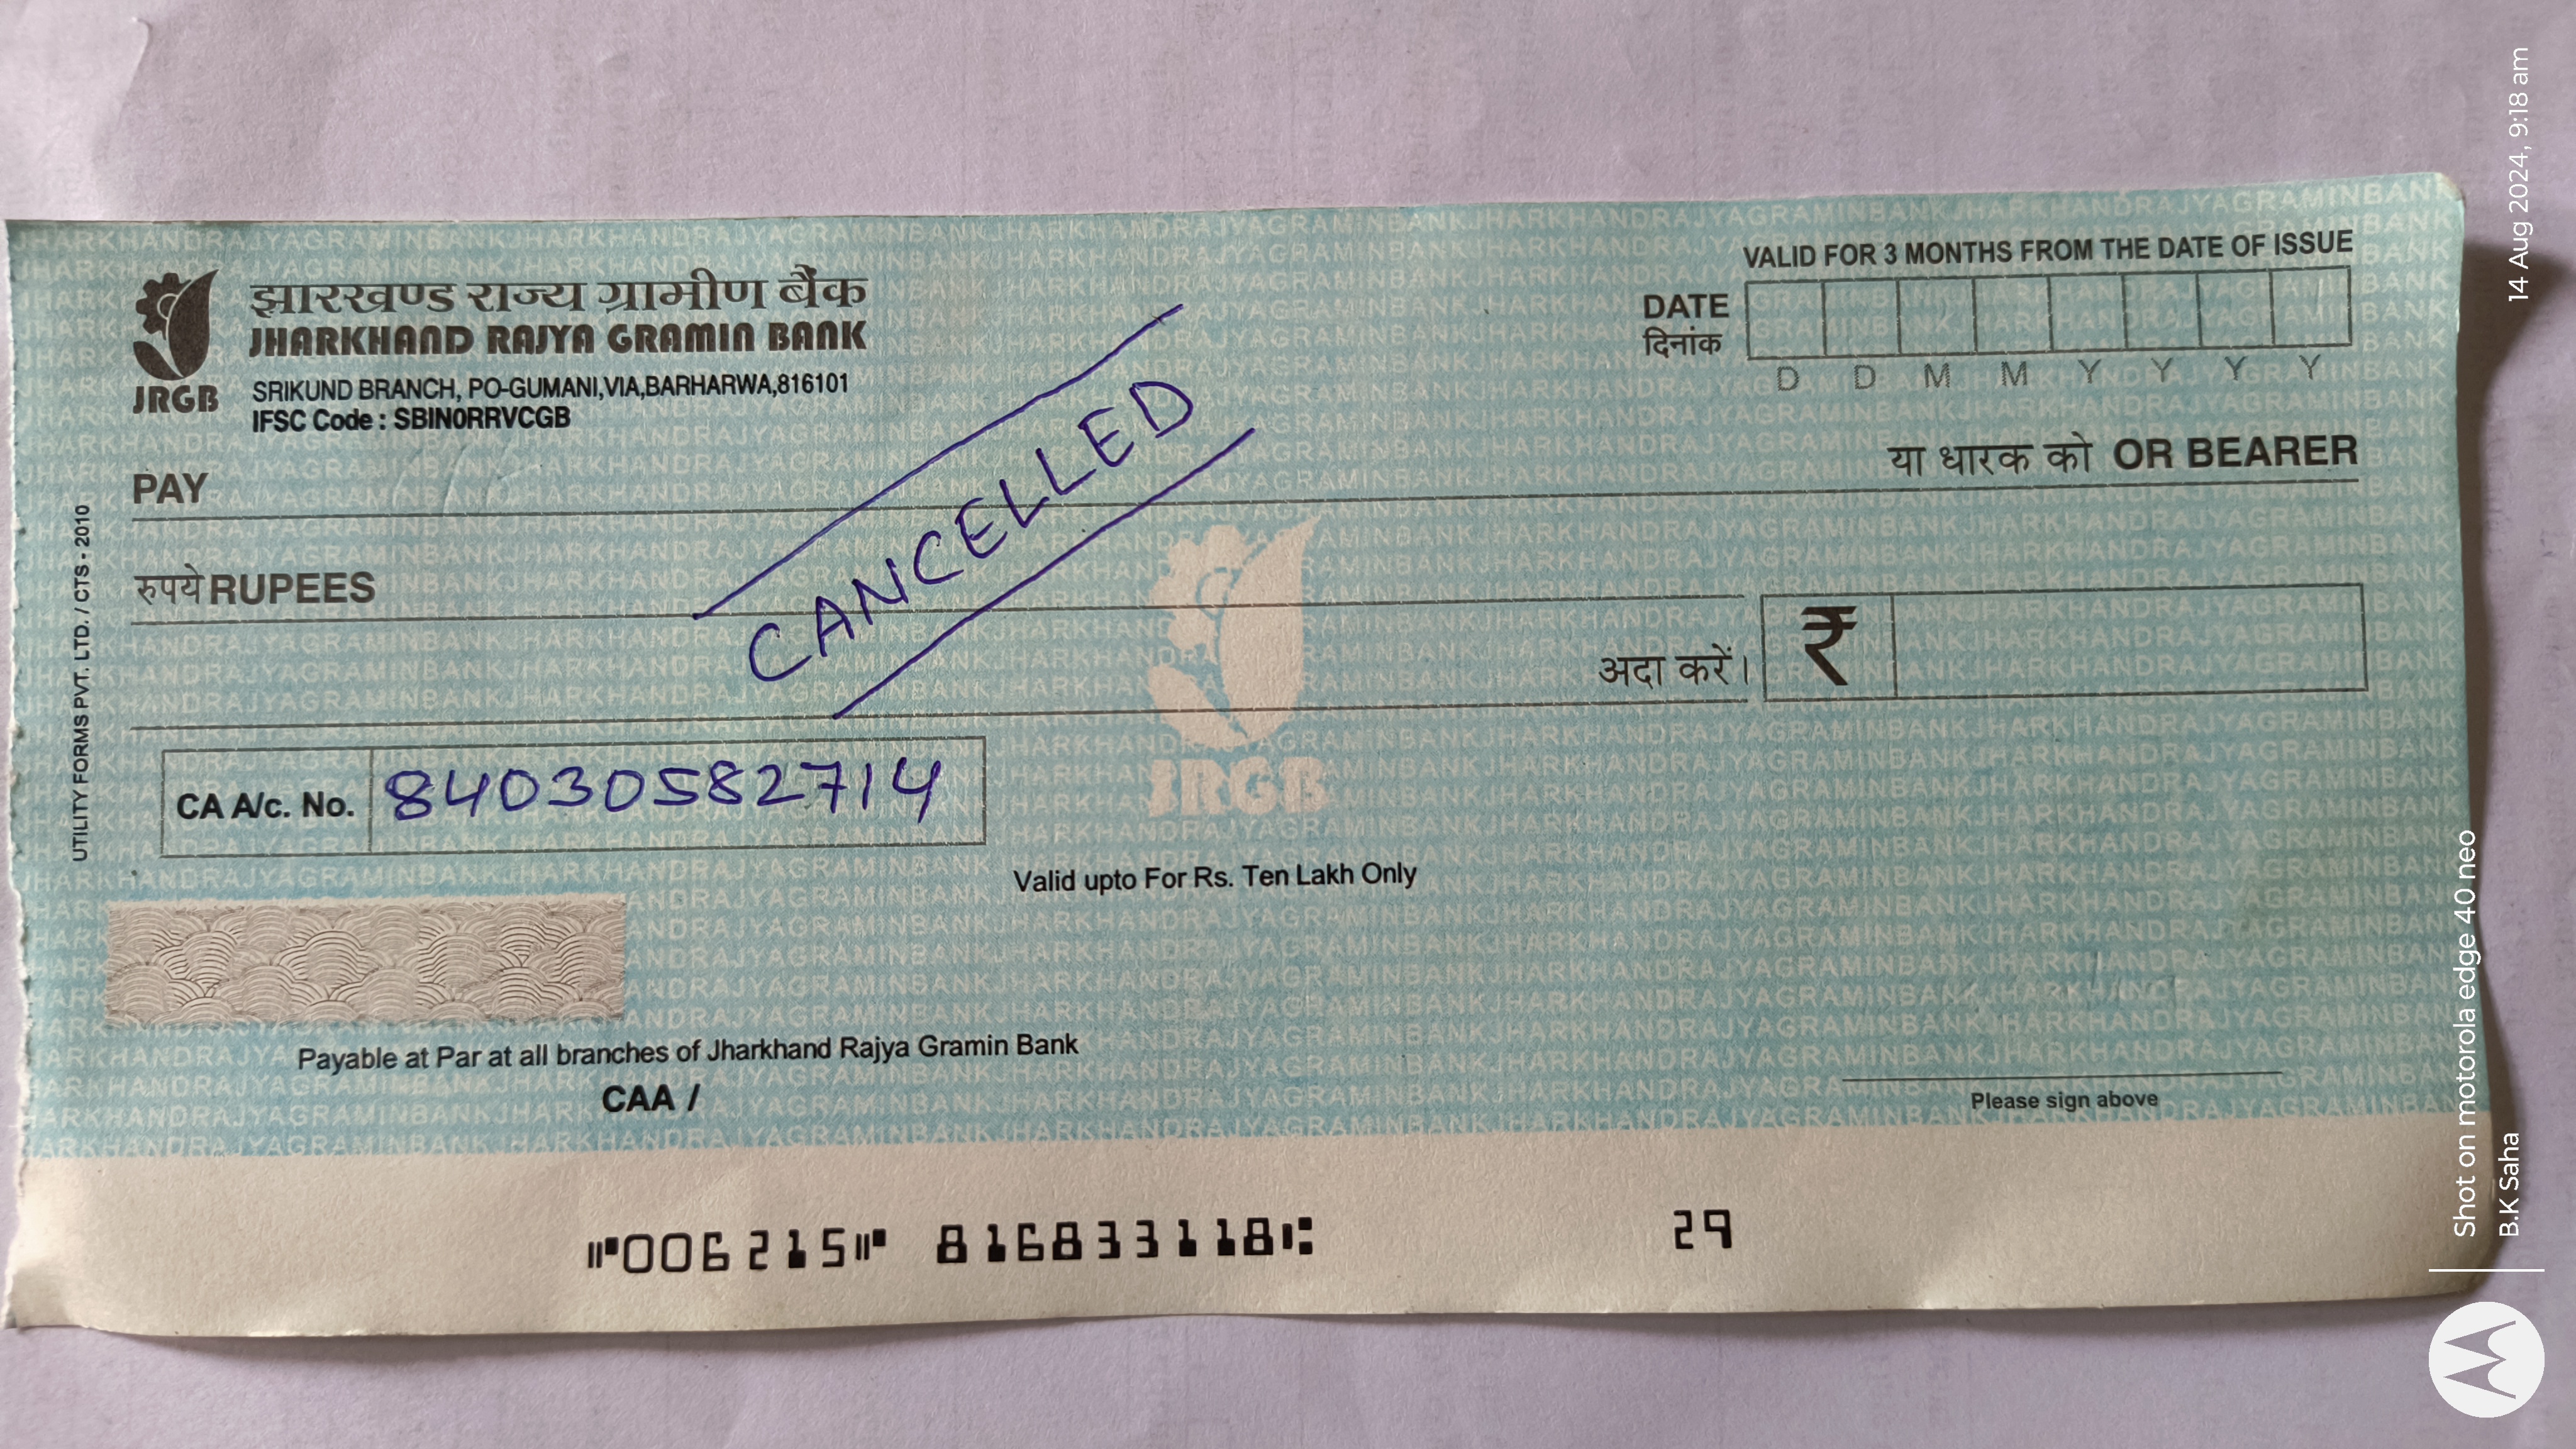 झारखण्ड राज्य ग्रामीण बैंक
JHARKHAND RAJYA GRAMIN BANK
JRGB
SRIKUND BRANCH, PO-GUMANI,VIA,BARHARWA,816101
IFSC Code : SBIN0RRVCGB
VALID FOR 3 MONTHS FROM THE DATE OF ISSUE
DATE
दिनांक
D D M M Y Y Y Y
PAY
या धारक को OR BEARER
रुपये RUPEES
CANCELLED
अदा करें।
₹
CA A/c. No. 84030582714
JRGB
Valid upto For Rs. Ten Lakh Only
UTILITY FORMS PVT. LTD. / CTS - 2010
Payable at Par at all branches of Jharkhand Rajya Gramin Bank
CAA /
Please sign above
⑈006215⑈ 816833118⑆ 29
14 Aug 2024, 9:18 am
Shot on motorola edge 40 neo
B.K Saha